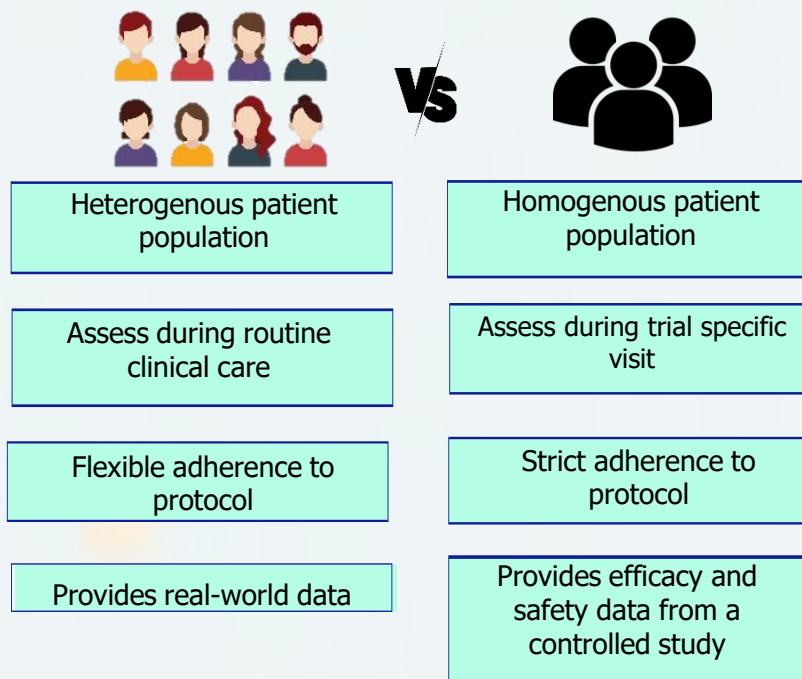 VS
Heterogenous patient
population
Homogenous patient
population
Assess during routine
clinical care
Assess during trial specific
visit
Flexible adherence to
protocol
Strict adherence to
protocol
Provides real-world data
Provides efficacy and
safety data from a
controlled study